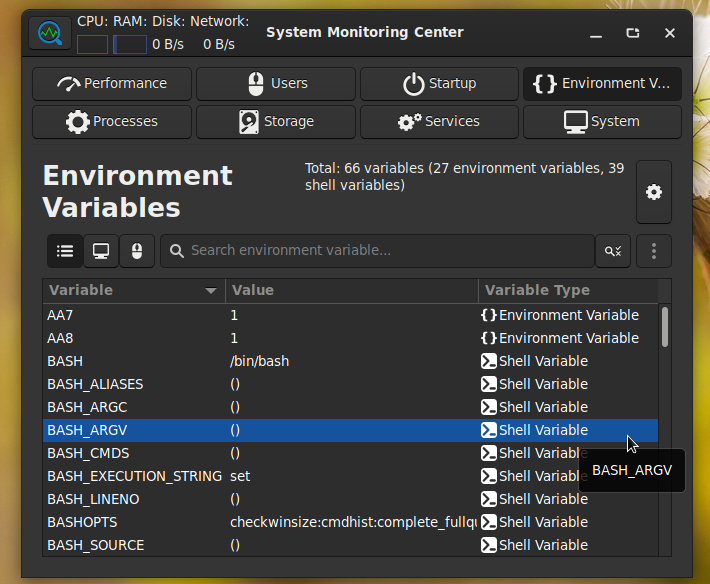 CPU: RAM: Disk: Network:
0 B/s 0 B/s
System Monitoring Center
Performance Users Startup Environment V...
Processes Storage Services System
Environment
Variables
Total: 66 variables (27 environment variables, 39
shell variables)
Search environment variable...
Variable Value Variable Type
AA7 1 Environment Variable
AA8 1 Environment Variable
BASH /bin/bash Shell Variable
BASH_ALIASES () Shell Variable
BASH_ARGC () Shell Variable
BASH_ARGV () Shell Variable
BASH_CMDS () Shell Variable
BASH_ARGV
BASH_EXECUTION_STRING set Shell Variable
BASH_LINENO () Shell Variable
BASHOPTS checkwinsize:cmdhist:complete_fullq Shell Variable
BASH_SOURCE () Shell Variable